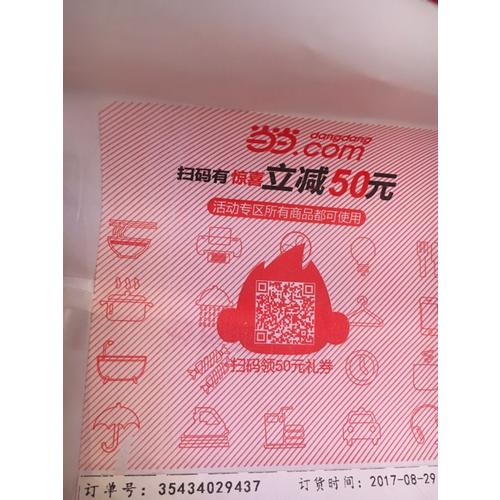 当当 dangdang
.com
扫码有惊喜立减50元
活动专区所有商品都可使用
扫码领50元礼券
订单号: 35434029437 订货时间: 2017-08-29